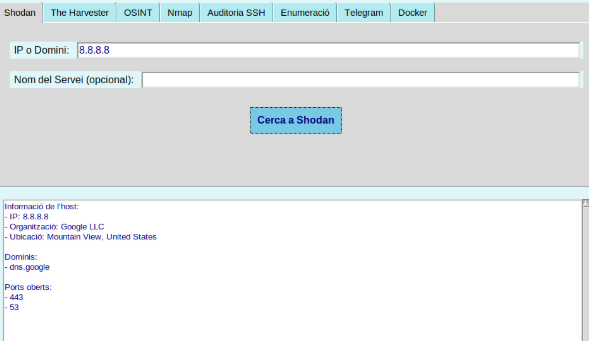 Shodan The Harvester OSINT Nmap Auditoria SSH Enumeració Telegram Docker
IP o Domini: 8.8.8.8
Nom del Servei (opcional):
Cerca a Shodan
Informació de l'host:
- IP: 8.8.8.8
- Organització: Google LLC
- Ubicació: Mountain View, United States
Dominis:
- dns.google
Ports oberts:
- 443
- 53